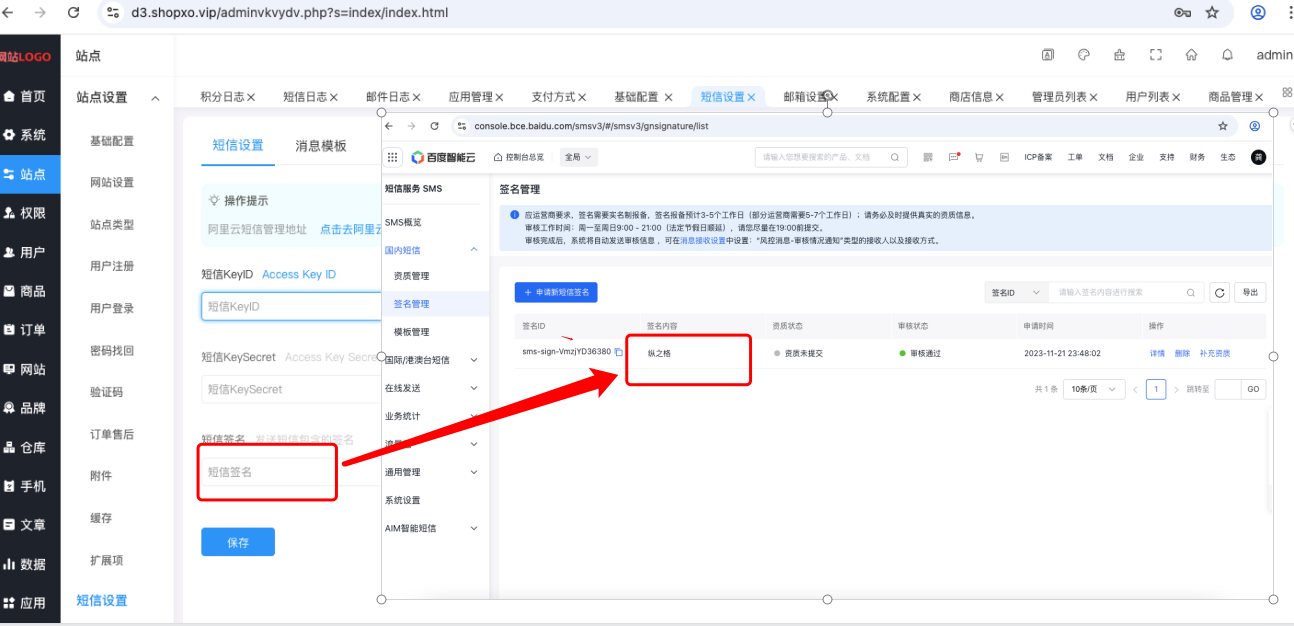 d3.shopxo.vip/adminvkvydv.php?s=index/index.html
网站LOGO
站点
admin
首页
系统
站点
权限
用户
商品
订单
网站
品牌
仓库
手机
文章
数据
应用
站点设置
基础配置
网站设置
站点类型
用户注册
用户登录
密码找回
验证码
订单售后
附件
缓存
扩展项
短信设置
积分日志
短信日志
邮件日志
应用管理
支付方式
基础配置
短信设置
邮箱设置
系统配置
商店信息
管理员列表
用户列表
商品管理
短信设置
消息模板
操作提示
阿里云短信管理地址 点击去阿里云
短信KeyID Access Key ID
短信KeyID
短信KeySecret Access Key Secre
短信KeySecret
短信签名 发送短信包含的签名
短信签名
保存
console.bce.baidu.com/smsv3/#/smsv3/gnsignature/list
百度智能云
控制台总览
全局
请输入您想要搜索的产品、文档
ICP备案 工单 文档 企业 支持 财务 生态
短信服务 SMS
SMS概览
国内短信
资质管理
签名管理
模板管理
国际/港澳台短信
在线发送
业务统计
通用管理
系统设置
AIM智能短信
签名管理
应运营商要求，签名需要实名制报备，签名报备预计3-5个工作日（部分运营商需要5-7个工作日）；请务必及时提供真实的资质信息。
审核工作时间：周一至周日9:00 - 21:00（法定节假日顺延），请您尽量在19:00前提交。
审核完成后，系统将自动发送审核信息，可在消息接收设置中设置：“风控消息-审核情况通知”类型的接收人以及接收方式。
+ 申请新短信签名
签名ID
请输入签名内容进行搜索
导出
签名ID 签名内容 资质状态 审核状态 申请时间 操作
sms-sign-VmzjYD36380 纵之格 资质未提交 审核通过 2023-11-21 23:48:02 详情 删除 补充资质
共 1 条 10条/页 1 跳转至 GO